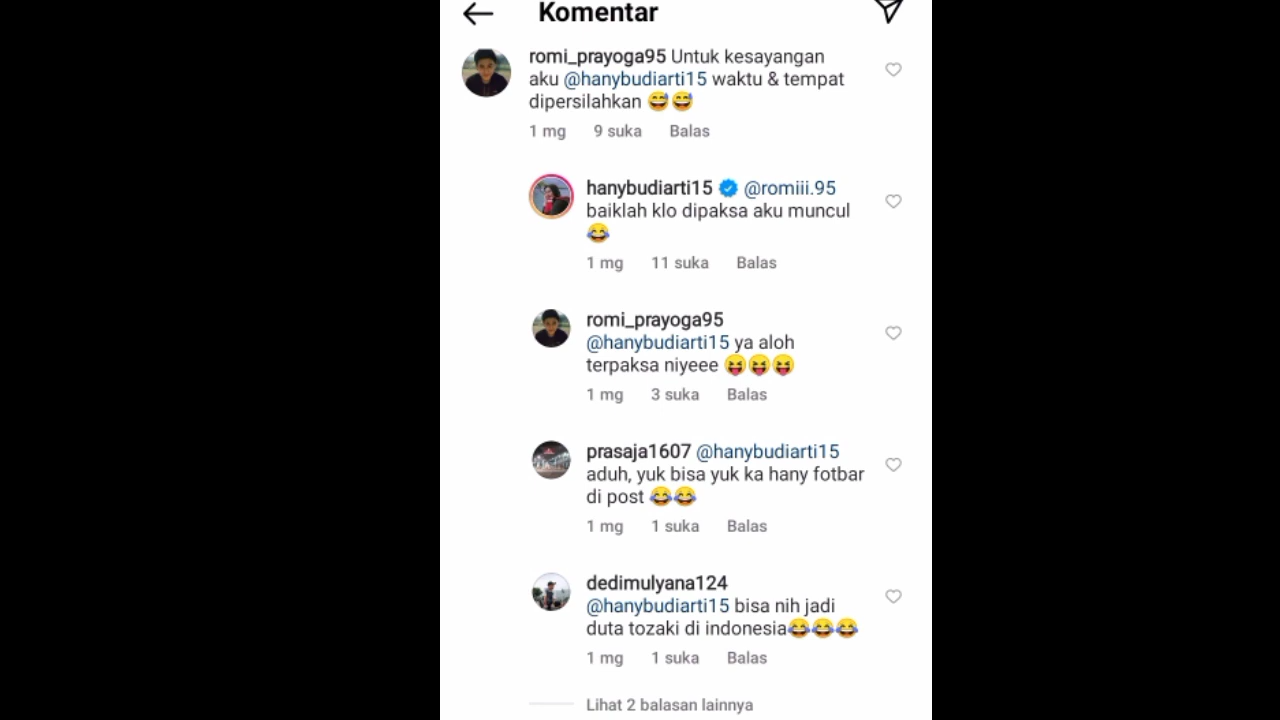 Komentar
romi_prayoga95 Untuk kesayangan
aku @hanybudiarti15 waktu & tempat
dipersilahkan 😅😅
1 mg 9 suka Balas
hanybudiarti15 @romiii.95
baiklah klo dipaksa aku muncul
😂
1 mg 11 suka Balas
romi_prayoga95
@hanybudiarti15 ya aloh
terpaksa niyeee 😝😝😝
1 mg 3 suka Balas
prasaja1607 @hanybudiarti15
aduh, yuk bisa yuk ka hany fotbar
di post 😂😂
1 mg 1 suka Balas
dedimulyana124
@hanybudiarti15 bisa nih jadi
duta tozaki di indonesia😂😂😂
1 mg 1 suka Balas
Lihat 2 balasan lainnya